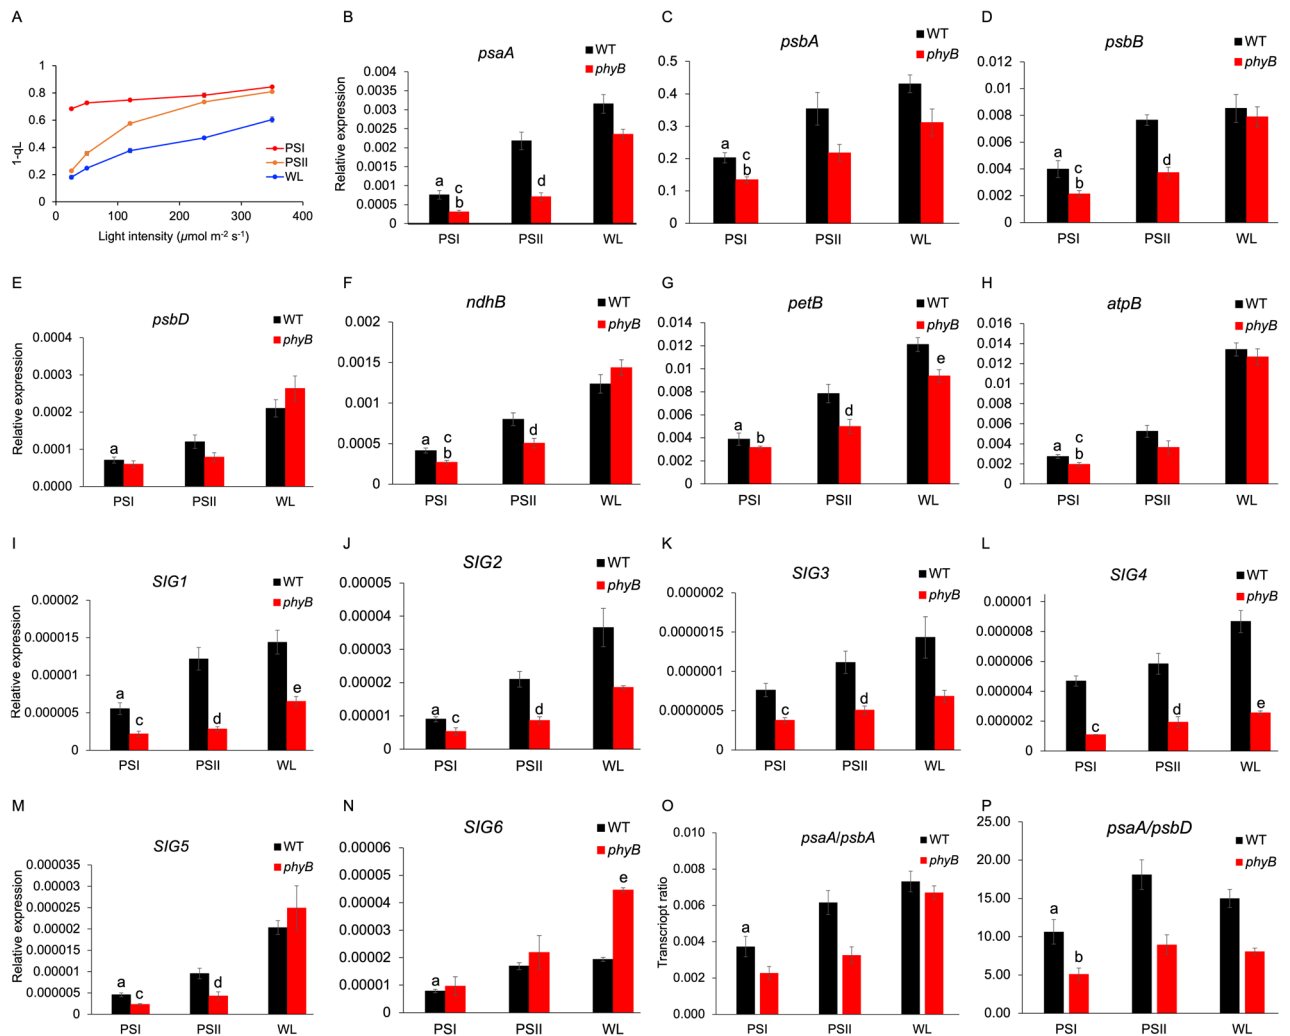 A
1
0.8
0.6
0.4
0.2
0
1-qL
0 100 200 300 400
Light intensity (µmol m⁻² s⁻¹)
PSI
PSII
WL
B
psaA
WT
phyB
Relative expression
0.004
0.0035
0.003
0.0025
0.002
0.0015
0.001
0.0005
0
a c b d
PSI PSII WL
C
psbA
WT
phyB
0.5
0.4
0.3
0.2
0.1
0
a c b
PSI PSII WL
D
psbB
WT
phyB
0.012
0.01
0.008
0.006
0.004
0.002
0
a c b d
PSI PSII WL
E
psbD
WT
phyB
Relative expression
0.0004
0.0003
0.0002
0.0001
0.0000
a
PSI PSII WL
F
ndhB
WT
phyB
0.002
0.0015
0.001
0.0005
0
a c b d
PSI PSII WL
G
petB
WT
phyB
0.014
0.012
0.01
0.008
0.006
0.004
0.002
0
a b d e
PSI PSII WL
H
atpB
WT
phyB
0.016
0.014
0.012
0.01
0.008
0.006
0.004
0.002
0
a c b
PSI PSII WL
I
SIG1
WT
phyB
Relative expression
0.00002
0.000015
0.00001
0.000005
0
a c d e
PSI PSII WL
J
SIG2
WT
phyB
0.00005
0.00004
0.00003
0.00002
0.00001
0
a c d
PSI PSII WL
K
SIG3
WT
phyB
0.000002
0.0000015
0.000001
0.0000005
0
c d
PSI PSII WL
L
SIG4
WT
phyB
0.00001
0.000008
0.000006
0.000004
0.000002
0
c d e
PSI PSII WL
M
SIG5
WT
phyB
Relative expression
0.000035
0.00003
0.000025
0.00002
0.000015
0.00001
0.000005
0
a c d
PSI PSII WL
N
SIG6
WT
phyB
0.00006
0.00005
0.00004
0.00003
0.00002
0.00001
0
a e
PSI PSII WL
O
psaA/psbA
WT
phyB
Transcriopt ratio
0.010
0.008
0.006
0.004
0.002
0.000
a
PSI PSII WL
P
psaA/psbD
WT
phyB
25.00
20.00
15.00
10.00
5.00
0.00
a b
PSI PSII WL